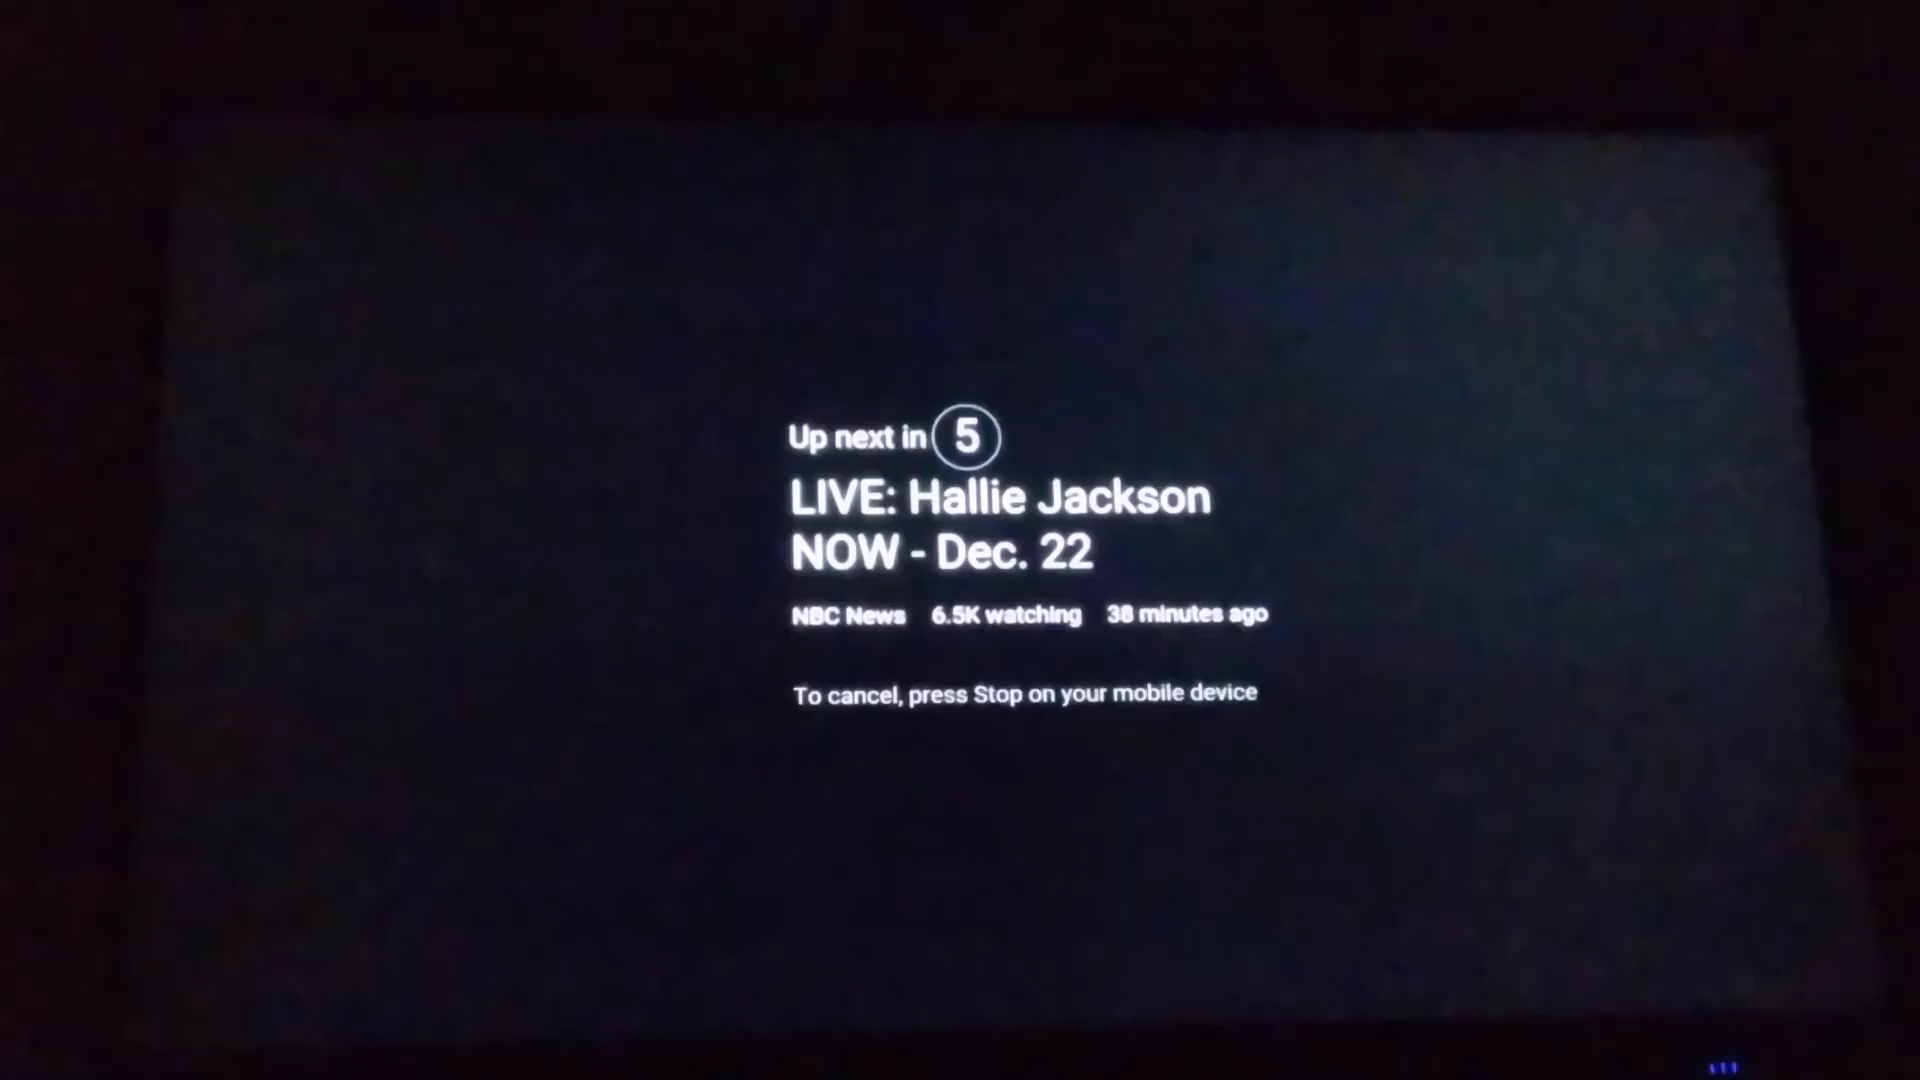 Up next in 5
LIVE: Hallie Jackson
NOW - Dec. 22
NBC News 6.5K watching 38 minutes ago
To cancel, press Stop on your mobile device